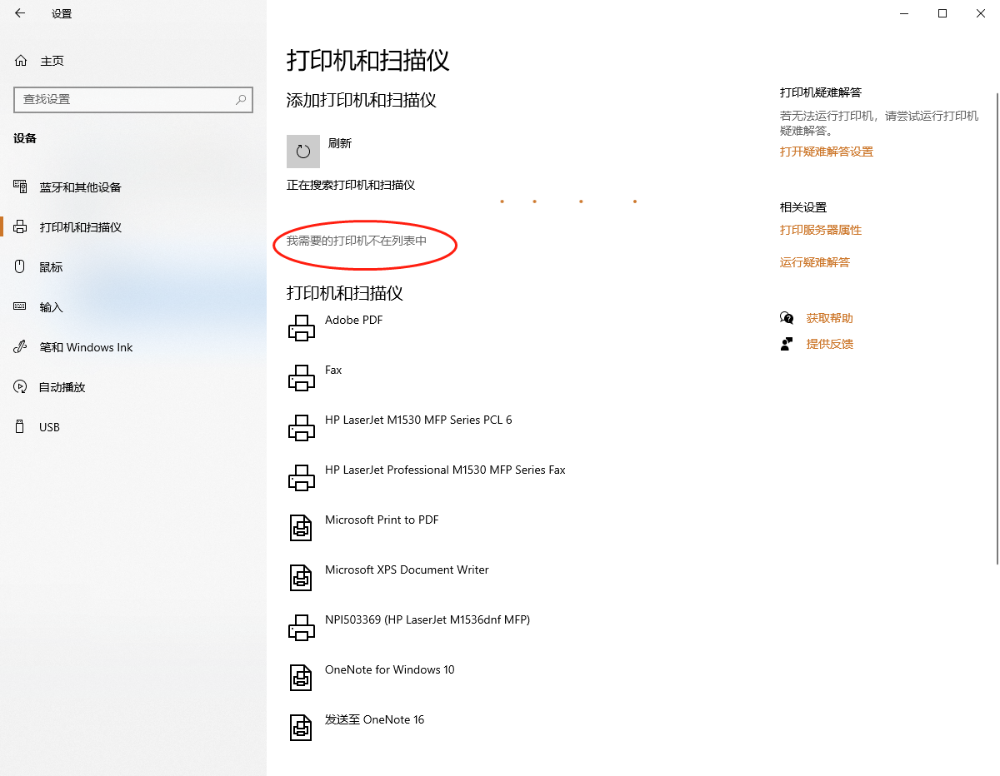 设置
主页
查找设置
设备
蓝牙和其他设备
打印机和扫描仪
鼠标
输入
笔和 Windows Ink
自动播放
USB
打印机和扫描仪
添加打印机和扫描仪
刷新
正在搜索打印机和扫描仪
我需要的打印机不在列表中
打印机和扫描仪
Adobe PDF
Fax
HP LaserJet M1530 MFP Series PCL 6
HP LaserJet Professional M1530 MFP Series Fax
Microsoft Print to PDF
Microsoft XPS Document Writer
NPI503369 (HP LaserJet M1536dnf MFP)
OneNote for Windows 10
发送至 OneNote 16
打印机疑难解答
若无法运行打印机，请尝试运行打印机
疑难解答。
打开疑难解答设置
相关设置
打印服务器属性
运行疑难解答
获取帮助
提供反馈